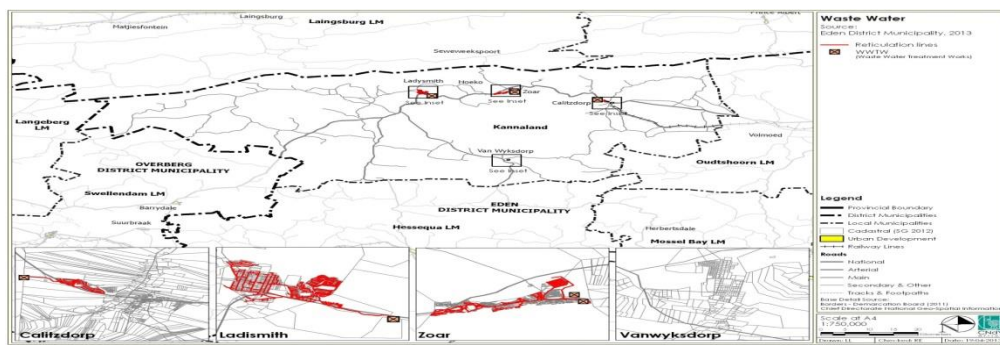 Laingsburg
Laingsburg LM
Prince Albert
Matjiesfontein
Seweweekspoort
Ladysmith
Hoeko
Zoar
See Inset
See Inset
Calitzdorp
See Inset
Langeberg
LM
Kannaland
Volmoed
Van Wyksdorp
See Inset
OVERBERG
DISTRICT MUNICIPALITY
Oudtshoorn LM
Swellendam LM
Barrydale
Suurbraak
EDEN
DISTRICT MUNICIPALITY
Hessequa LM
Herbertsdale
Mossel Bay LM
Calitzdorp
Ladismith
Zoar
Vanwyksdorp
Waste Water
Source:
Eden District Municipality, 2013
Reticulation lines
WWTW
(Waste Water Treatment Works)
Legend
Provincial Boundary
District Municipalities
Local Municipalities
Cadastral (SG 2012)
Urban Development
Railway Lines
Roads
National
Arterial
Main
Secondary & Other
Tracks & Footpaths
Base Detail Source:
Borders - Demarcation Board (2011)
Chief Directorate National Geo-Spatial Information
Scale at A4
1:750,000
Drawn: LL